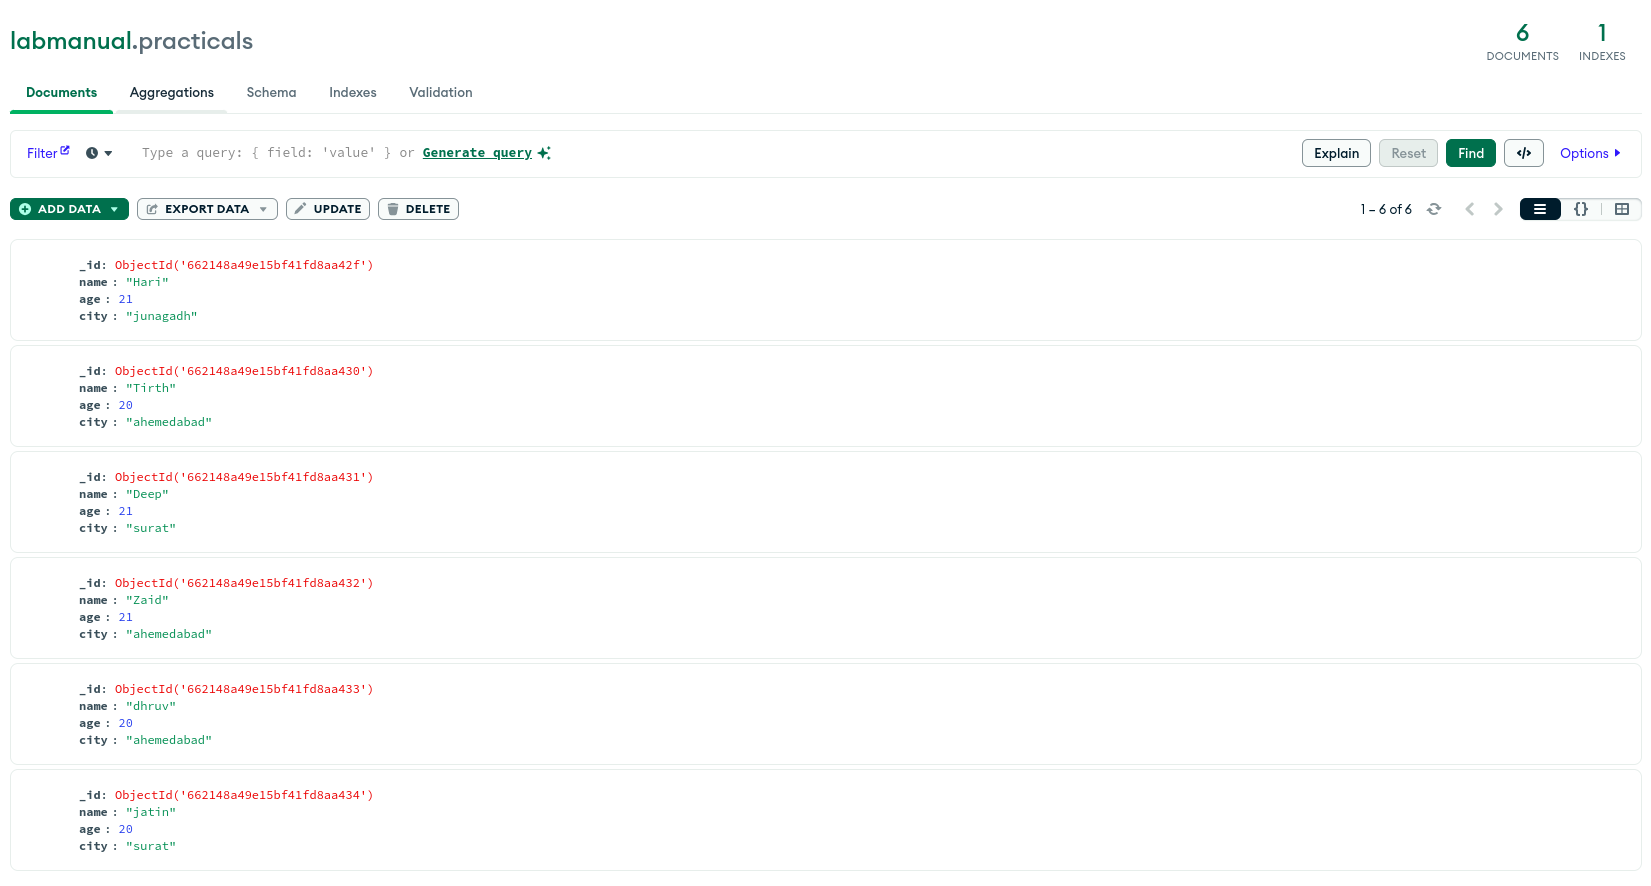 labmanual.practicals
6 1
DOCUMENTS INDEXES
Documents Aggregations Schema Indexes Validation
Filter Type a query: { field: 'value' } or Generate query Explain Reset Find </> Options
ADD DATA EXPORT DATA UPDATE DELETE 1 – 6 of 6 {}
_id: ObjectId('662148a49e15bf41fd8aa42f')
name : "Hari"
age : 21
city : "junagadh"
_id: ObjectId('662148a49e15bf41fd8aa430')
name : "Tirth"
age : 20
city : "ahemedabad"
_id: ObjectId('662148a49e15bf41fd8aa431')
name : "Deep"
age : 21
city : "surat"
_id: ObjectId('662148a49e15bf41fd8aa432')
name : "Zaid"
age : 21
city : "ahemedabad"
_id: ObjectId('662148a49e15bf41fd8aa433')
name : "dhruv"
age : 20
city : "ahemedabad"
_id: ObjectId('662148a49e15bf41fd8aa434')
name : "jatin"
age : 20
city : "surat"